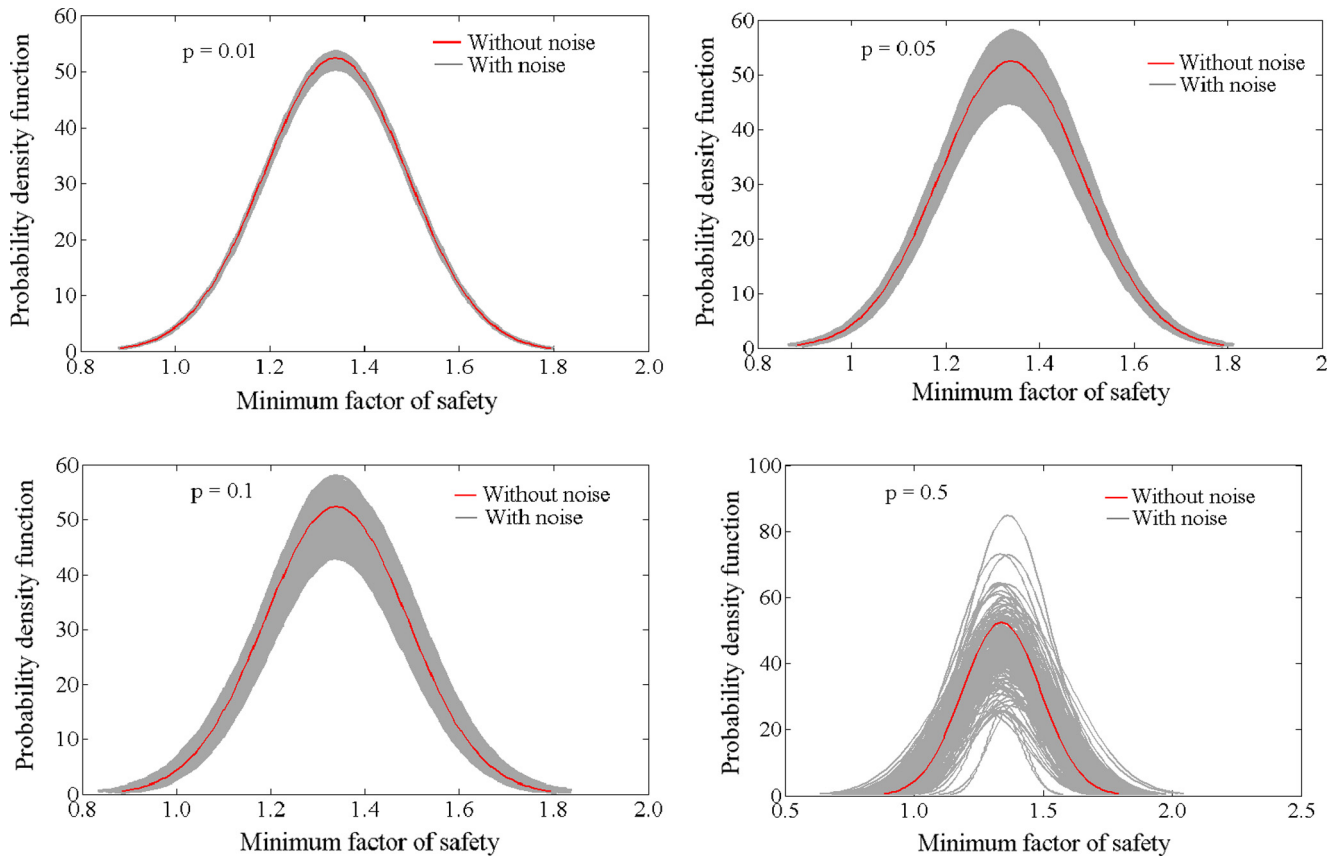 60
50
40
30
20
10
0
Probability density function
p = 0.01
Without noise
With noise
0.8 1.0 1.2 1.4 1.6 1.8 2.0
Minimum factor of safety
60
50
40
30
20
10
0
Probability density function
p = 0.05
Without noise
With noise
0.8 1 1.2 1.4 1.6 1.8 2
Minimum factor of safety
60
50
40
30
20
10
0
Probability density function
p = 0.1
Without noise
With noise
0.8 1.0 1.2 1.4 1.6 1.8 2.0
Minimum factor of safety
100
80
60
40
20
0
Probability density function
p = 0.5
Without noise
With noise
0.5 1.0 1.5 2.0 2.5
Minimum factor of safety